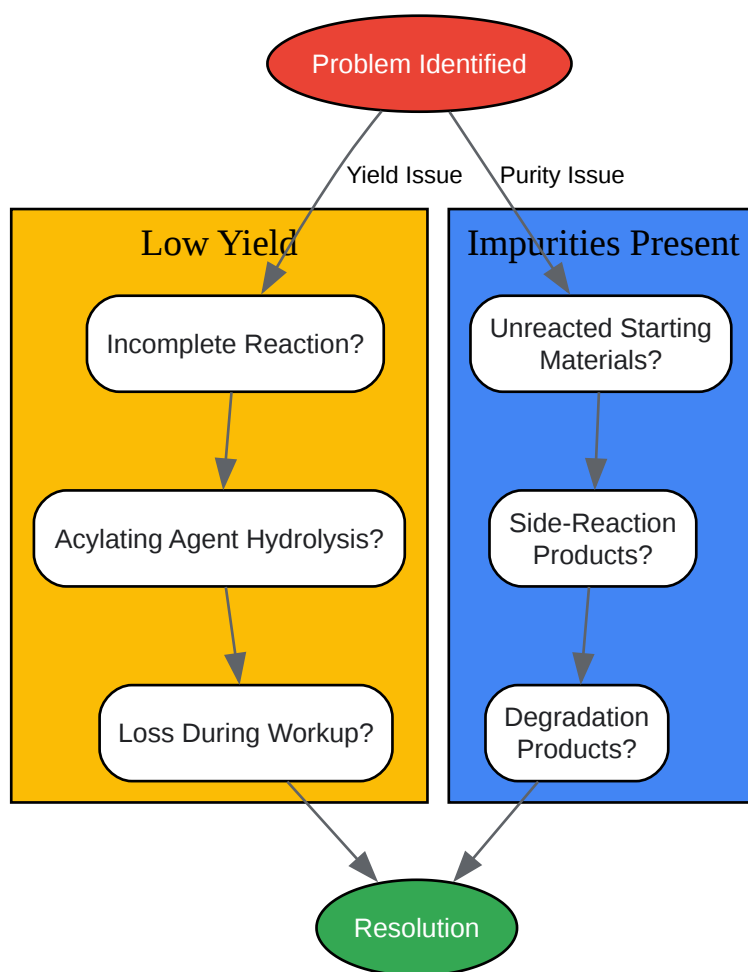 Problem Identified
Yield Issue
Purity Issue
Low Yield
Incomplete Reaction?
Acylating Agent Hydrolysis?
Loss During Workup?
Impurities Present
Unreacted Starting
Materials?
Side-Reaction
Products?
Degradation
Products?
Resolution